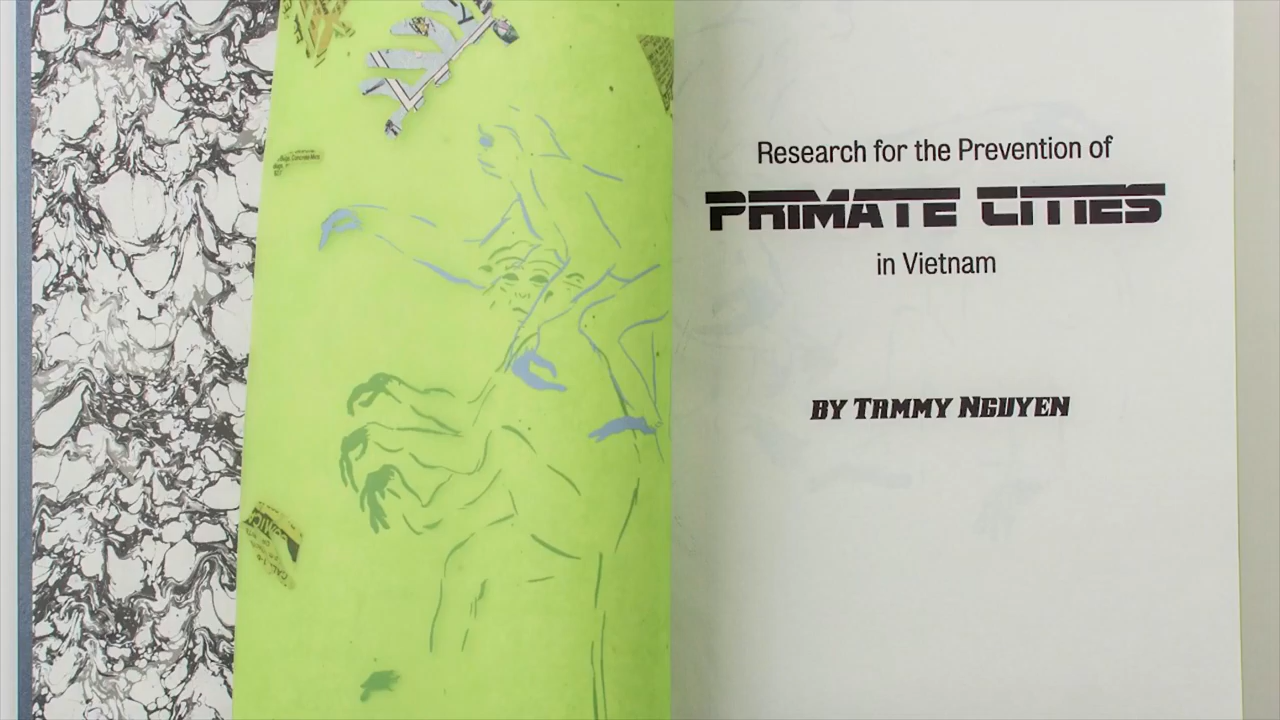 Research for the Prevention of
PRIMATE CITIES
in Vietnam
BY TAMMY NGUYEN